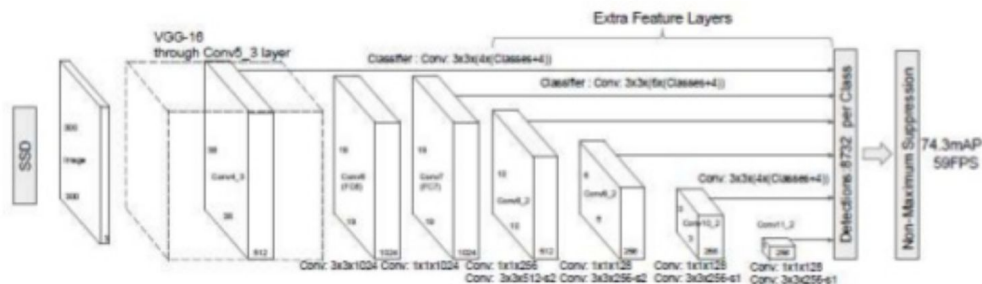 Extra Feature Layers
VGG-16
through Conv5_3 layer
Classifier : Conv: 3x3x(4x(Classes+4))
Classifier : Conv: 3x3x(6x(Classes+4))
SSD
300
Image
300
3
38
Conv4_3
38
512
19
Conv6
(FC6)
19
1024
19
Conv7
(FC7)
19
1024
10
Conv8_2
10
512
5
Conv9_2
5
256
Conv: 3x3x(4x(Classes+4))
3
Conv10_2
3
256
Conv11_2
256
Detections:8732 per Class
Non-Maximum Suppression
74.3mAP
59FPS
Conv: 3x3x1024
Conv: 1x1x1024
Conv: 1x1x256
Conv: 3x3x512-s2
Conv: 1x1x128
Conv: 3x3x256-s2
Conv: 1x1x128
Conv: 3x3x256-s1
Conv: 1x1x128
Conv: 3x3x256-s1